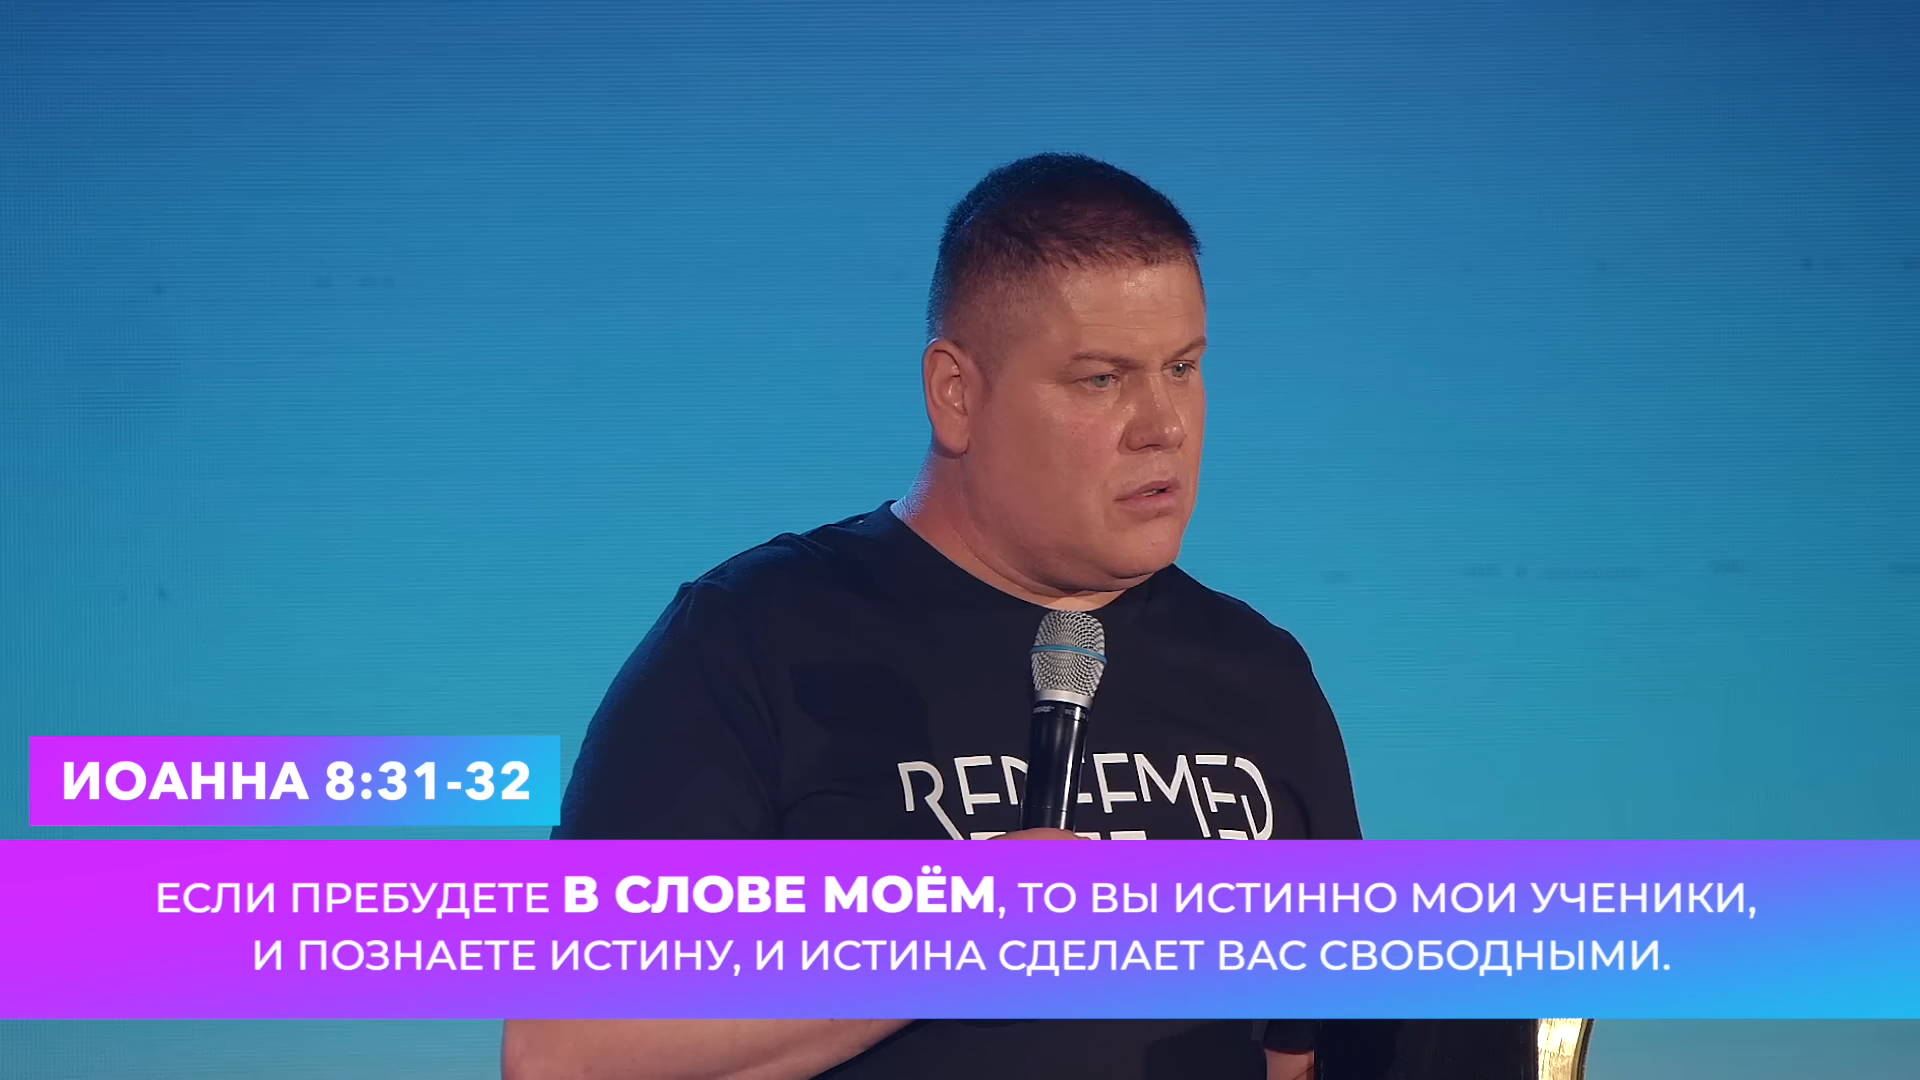 REDEEMED
ИОАННА 8:31-32
ЕСЛИ ПРЕБУДЕТЕ В СЛОВЕ МОЁМ, ТО ВЫ ИСТИННО МОИ УЧЕНИКИ,
И ПОЗНАЕТЕ ИСТИНУ, И ИСТИНА СДЕЛАЕТ ВАС СВОБОДНЫМИ.